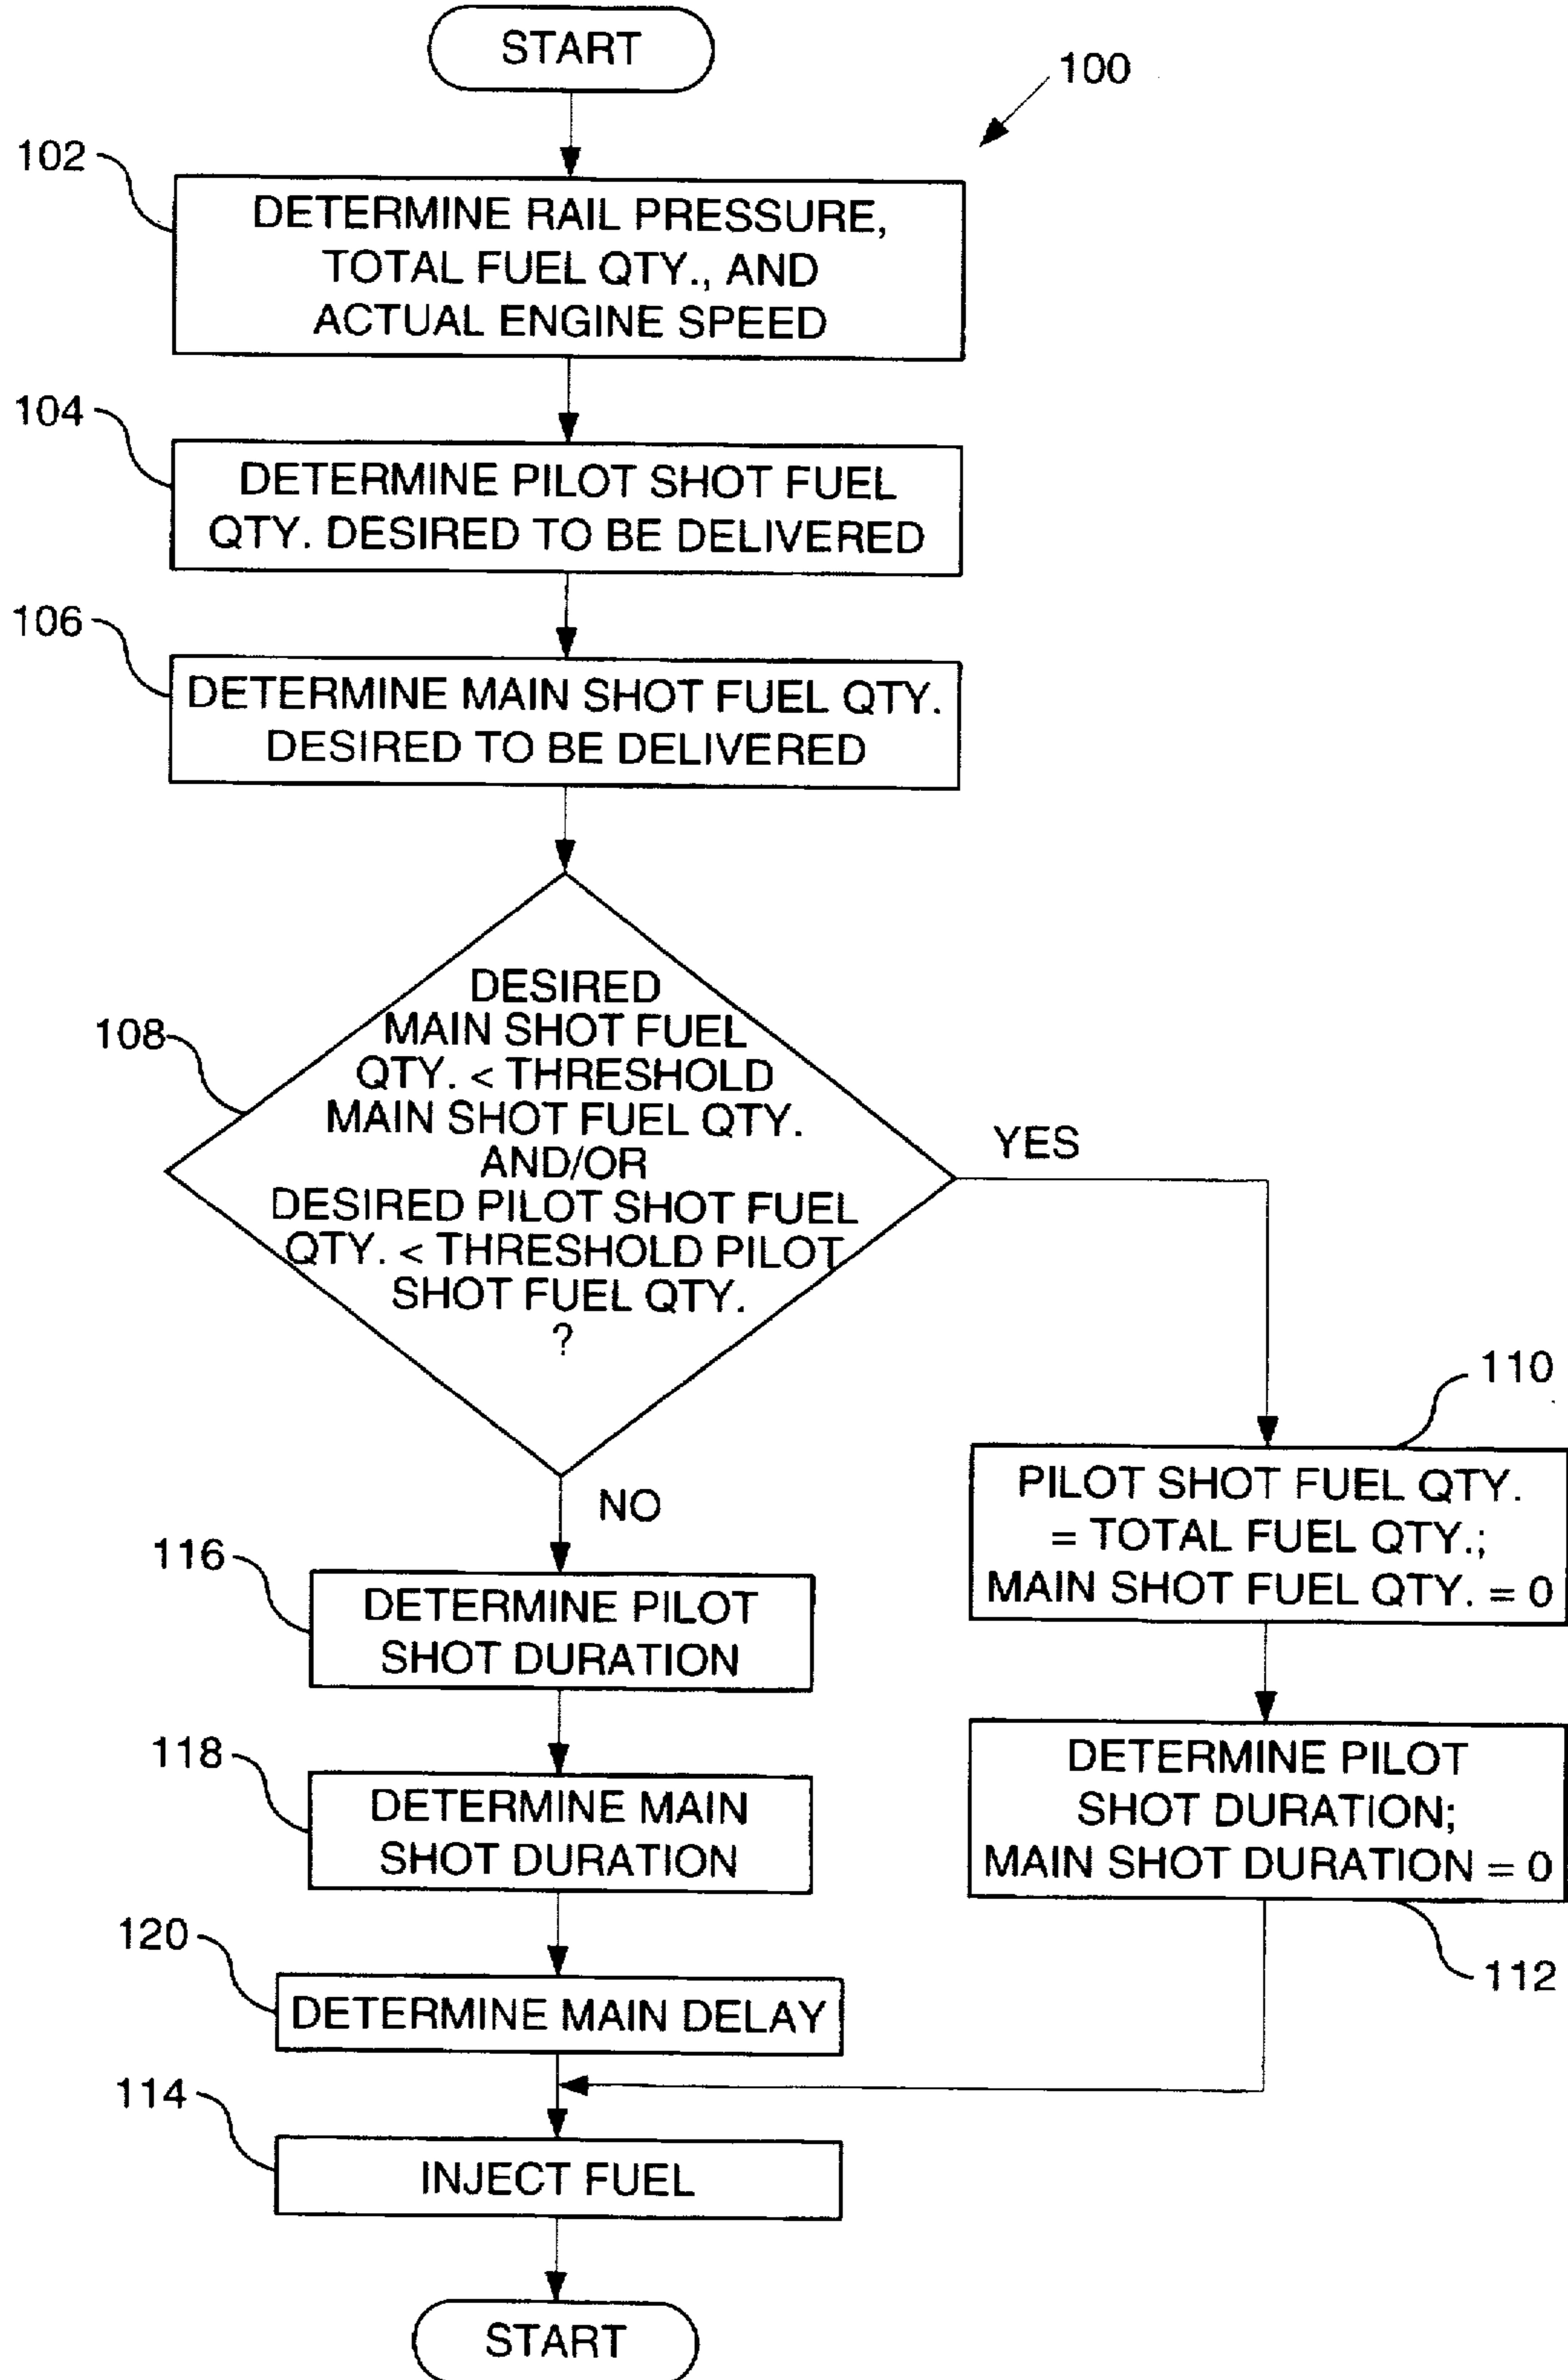 START
100
102
DETERMINE RAIL PRESSURE,
TOTAL FUEL QTY., AND
ACTUAL ENGINE SPEED
104
DETERMINE PILOT SHOT FUEL
QTY. DESIRED TO BE DELIVERED
106
DETERMINE MAIN SHOT FUEL QTY.
DESIRED TO BE DELIVERED
108
DESIRED
MAIN SHOT FUEL
QTY. < THRESHOLD
MAIN SHOT FUEL QTY.
AND/OR
DESIRED PILOT SHOT FUEL
QTY. < THRESHOLD PILOT
SHOT FUEL QTY.
?
YES
110
PILOT SHOT FUEL QTY.
= TOTAL FUEL QTY.;
MAIN SHOT FUEL QTY. = 0
DETERMINE PILOT
SHOT DURATION;
MAIN SHOT DURATION = 0
112
NO
116
DETERMINE PILOT
SHOT DURATION
118
DETERMINE MAIN
SHOT DURATION
120
DETERMINE MAIN DELAY
114
INJECT FUEL
START